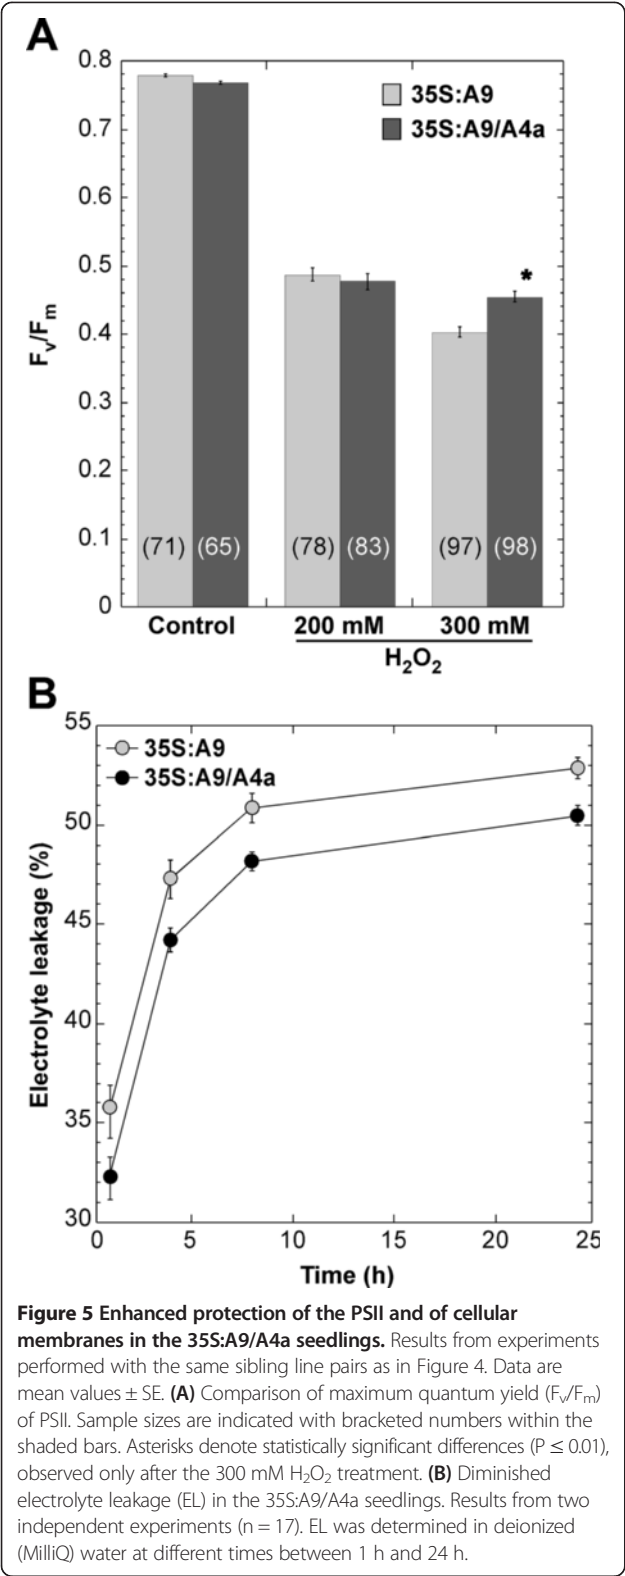 A
0.8
0.7
0.6
0.5
0.4
0.3
0.2
0.1
0
Fv/Fm
35S:A9
35S:A9/A4a
*
(71) (65) (78) (83) (97) (98)
Control 200 mM 300 mM
H2O2
B
55
50
45
40
35
30
Electrolyte leakage (%)
35S:A9
35S:A9/A4a
0 5 10 15 20 25
Time (h)
Figure 5 Enhanced protection of the PSII and of cellular
membranes in the 35S:A9/A4a seedlings. Results from experiments
performed with the same sibling line pairs as in Figure 4. Data are
mean values ± SE. (A) Comparison of maximum quantum yield (Fv/Fm)
of PSII. Sample sizes are indicated with bracketed numbers within the
shaded bars. Asterisks denote statistically significant differences (P ≤ 0.01),
observed only after the 300 mM H2O2 treatment. (B) Diminished
electrolyte leakage (EL) in the 35S:A9/A4a seedlings. Results from two
independent experiments (n = 17). EL was determined in deionized
(MilliQ) water at different times between 1 h and 24 h.